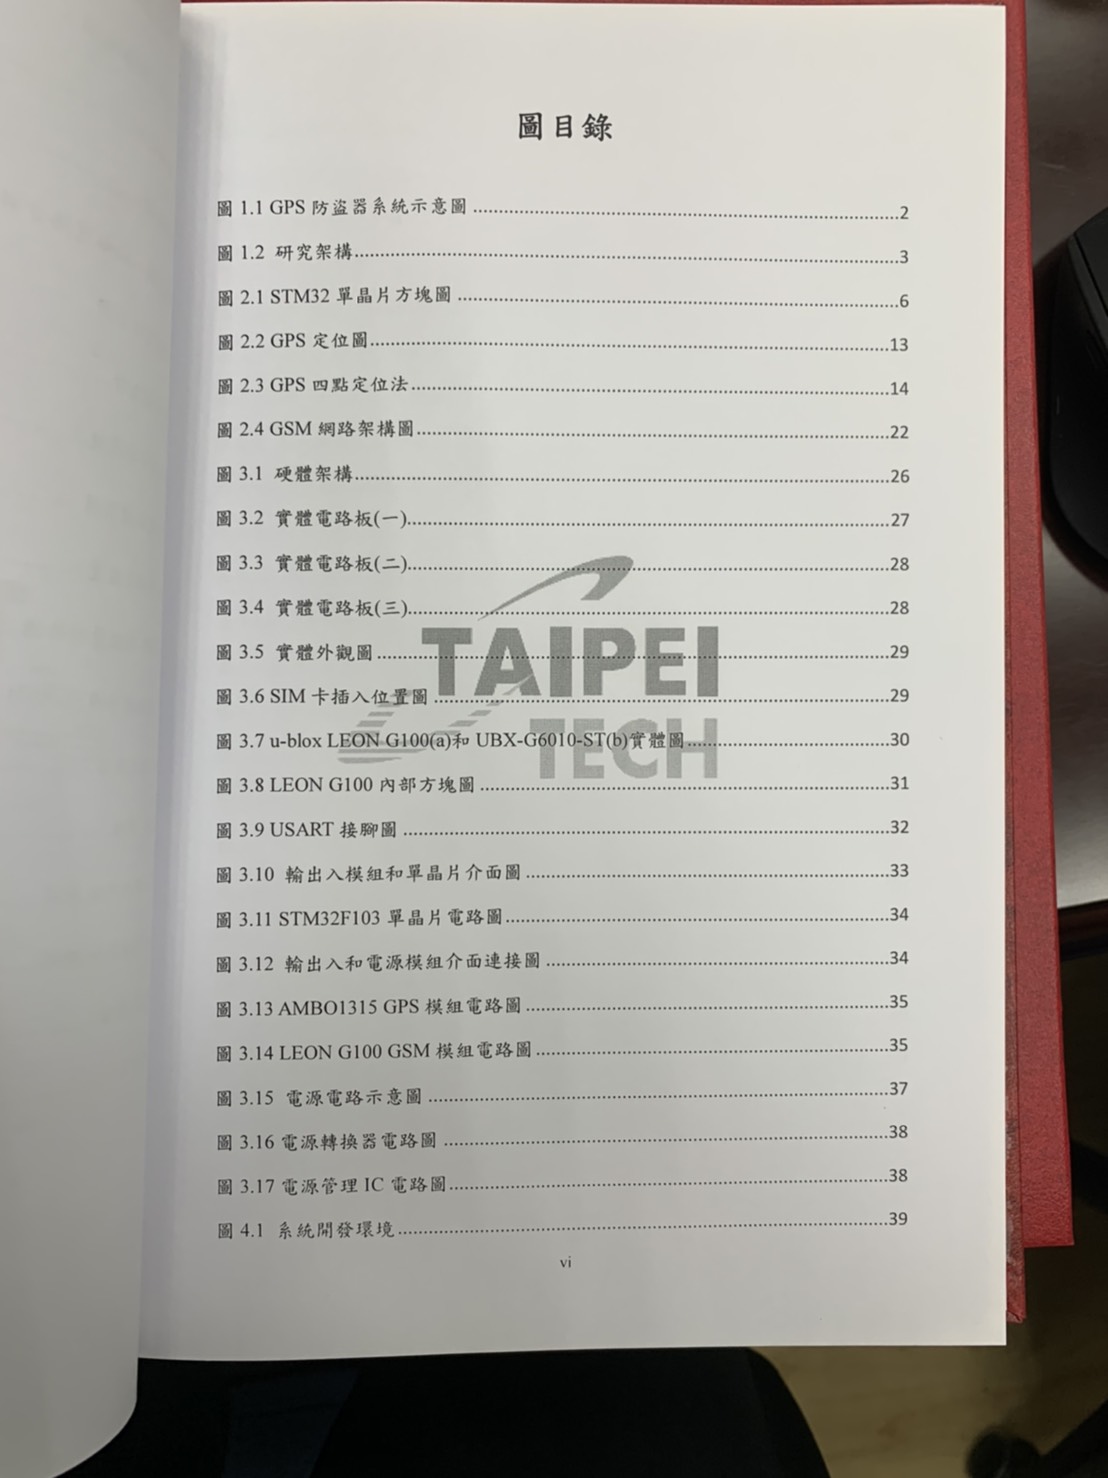 圖目錄
圖 1.1 GPS 防盜器系統示意圖 ........................................2
圖 1.2 研究架構........................................3
圖 2.1 STM32 單晶片方塊圖 ........................................6
圖 2.2 GPS 定位圖........................................13
圖 2.3 GPS 四點定位法........................................14
圖 2.4 GSM 網路架構圖........................................22
圖 3.1 硬體架構........................................26
圖 3.2 實體電路板(一)........................................27
圖 3.3 實體電路板(二)........................................28
圖 3.4 實體電路板(三)........................................28
圖 3.5 實體外觀圖 ........................................29
圖 3.6 SIM 卡插入位置圖 ........................................29
圖 3.7 u-blox LEON G100(a)和 UBX-G6010-ST(b)實體圖........................................30
圖 3.8 LEON G100 內部方塊圖 ........................................31
圖 3.9 USART 接腳圖 ........................................32
圖 3.10 輸出入模組和單晶片介面圖 ........................................33
圖 3.11 STM32F103 單晶片電路圖........................................34
圖 3.12 輸出入和電源模組介面連接圖 ........................................34
圖 3.13 AMBO1315 GPS 模組電路圖 ........................................35
圖 3.14 LEON G100 GSM 模組電路圖........................................35
圖 3.15 電源電路示意圖 ........................................37
圖 3.16 電源轉換器電路圖 ........................................38
圖 3.17 電源管理 IC 電路圖........................................38
圖 4.1 系統開發環境........................................39
vi
TAIPEI
TECH